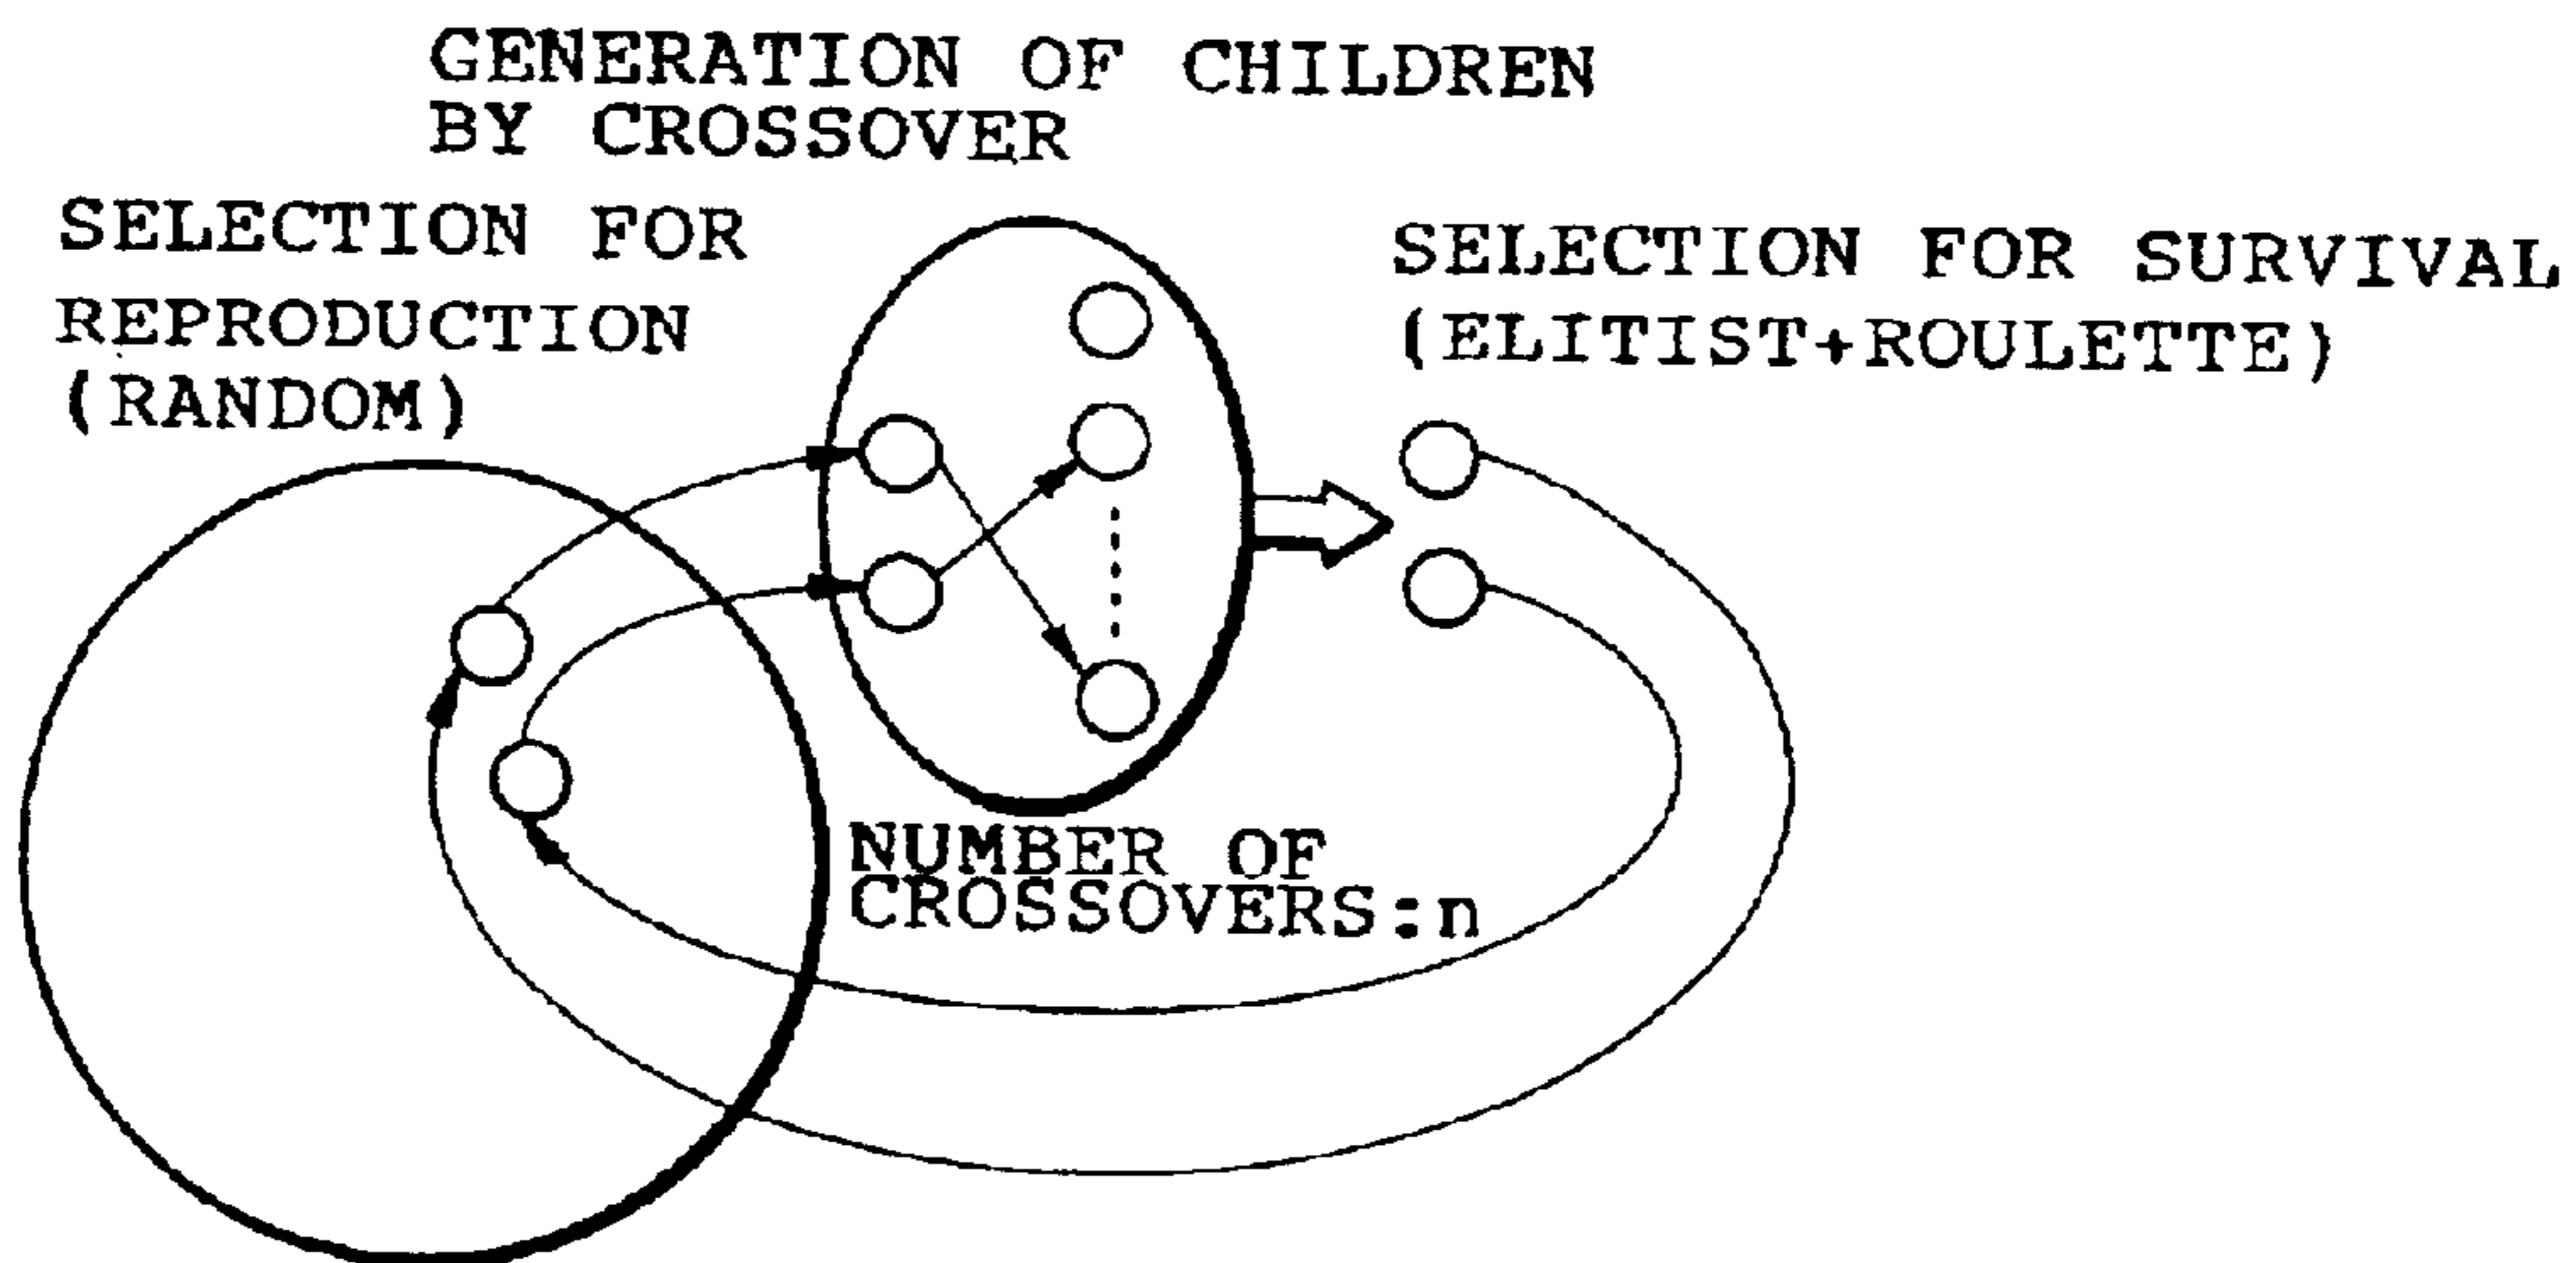 GENERATION OF CHILDREN
BY CROSSOVER
SELECTION FOR
REPRODUCTION
(RANDOM)
SELECTION FOR SURVIVAL
(ELITIST+ROULETTE)
NUMBER OF
CROSSOVERS:n